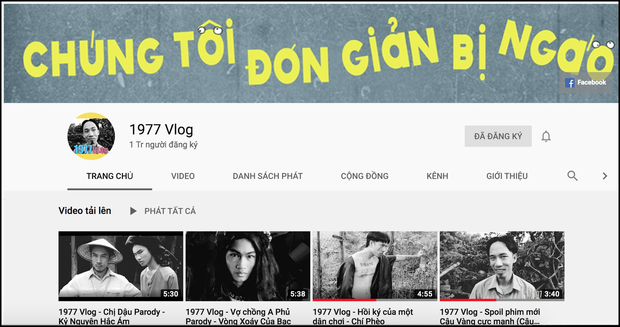 CHÚNG TÔI ĐƠN GIẢN BỊ NGÁO
Facebook
1977 Vlog
1 Tr người đăng ký
ĐÃ ĐĂNG KÝ
TRANG CHỦ VIDEO DANH SÁCH PHÁT CỘNG ĐỒNG KÊNH GIỚI THIỆU
Video tải lên PHÁT TẤT CẢ
5:30 5:38 4:55 3:50
1977 Vlog - Chị Dậu Parody -
Kỷ Nguyên Hắc Ám
1977 Vlog - Vợ chồng A Phủ
Parody - Vòng Xoáy Của Bạc
1977 Vlog - Hồi ký của một
dân chơi - Chí Phèo
1977 Vlog - Spoil phim mới
Cậu Vàng cực mạnh (Cậu